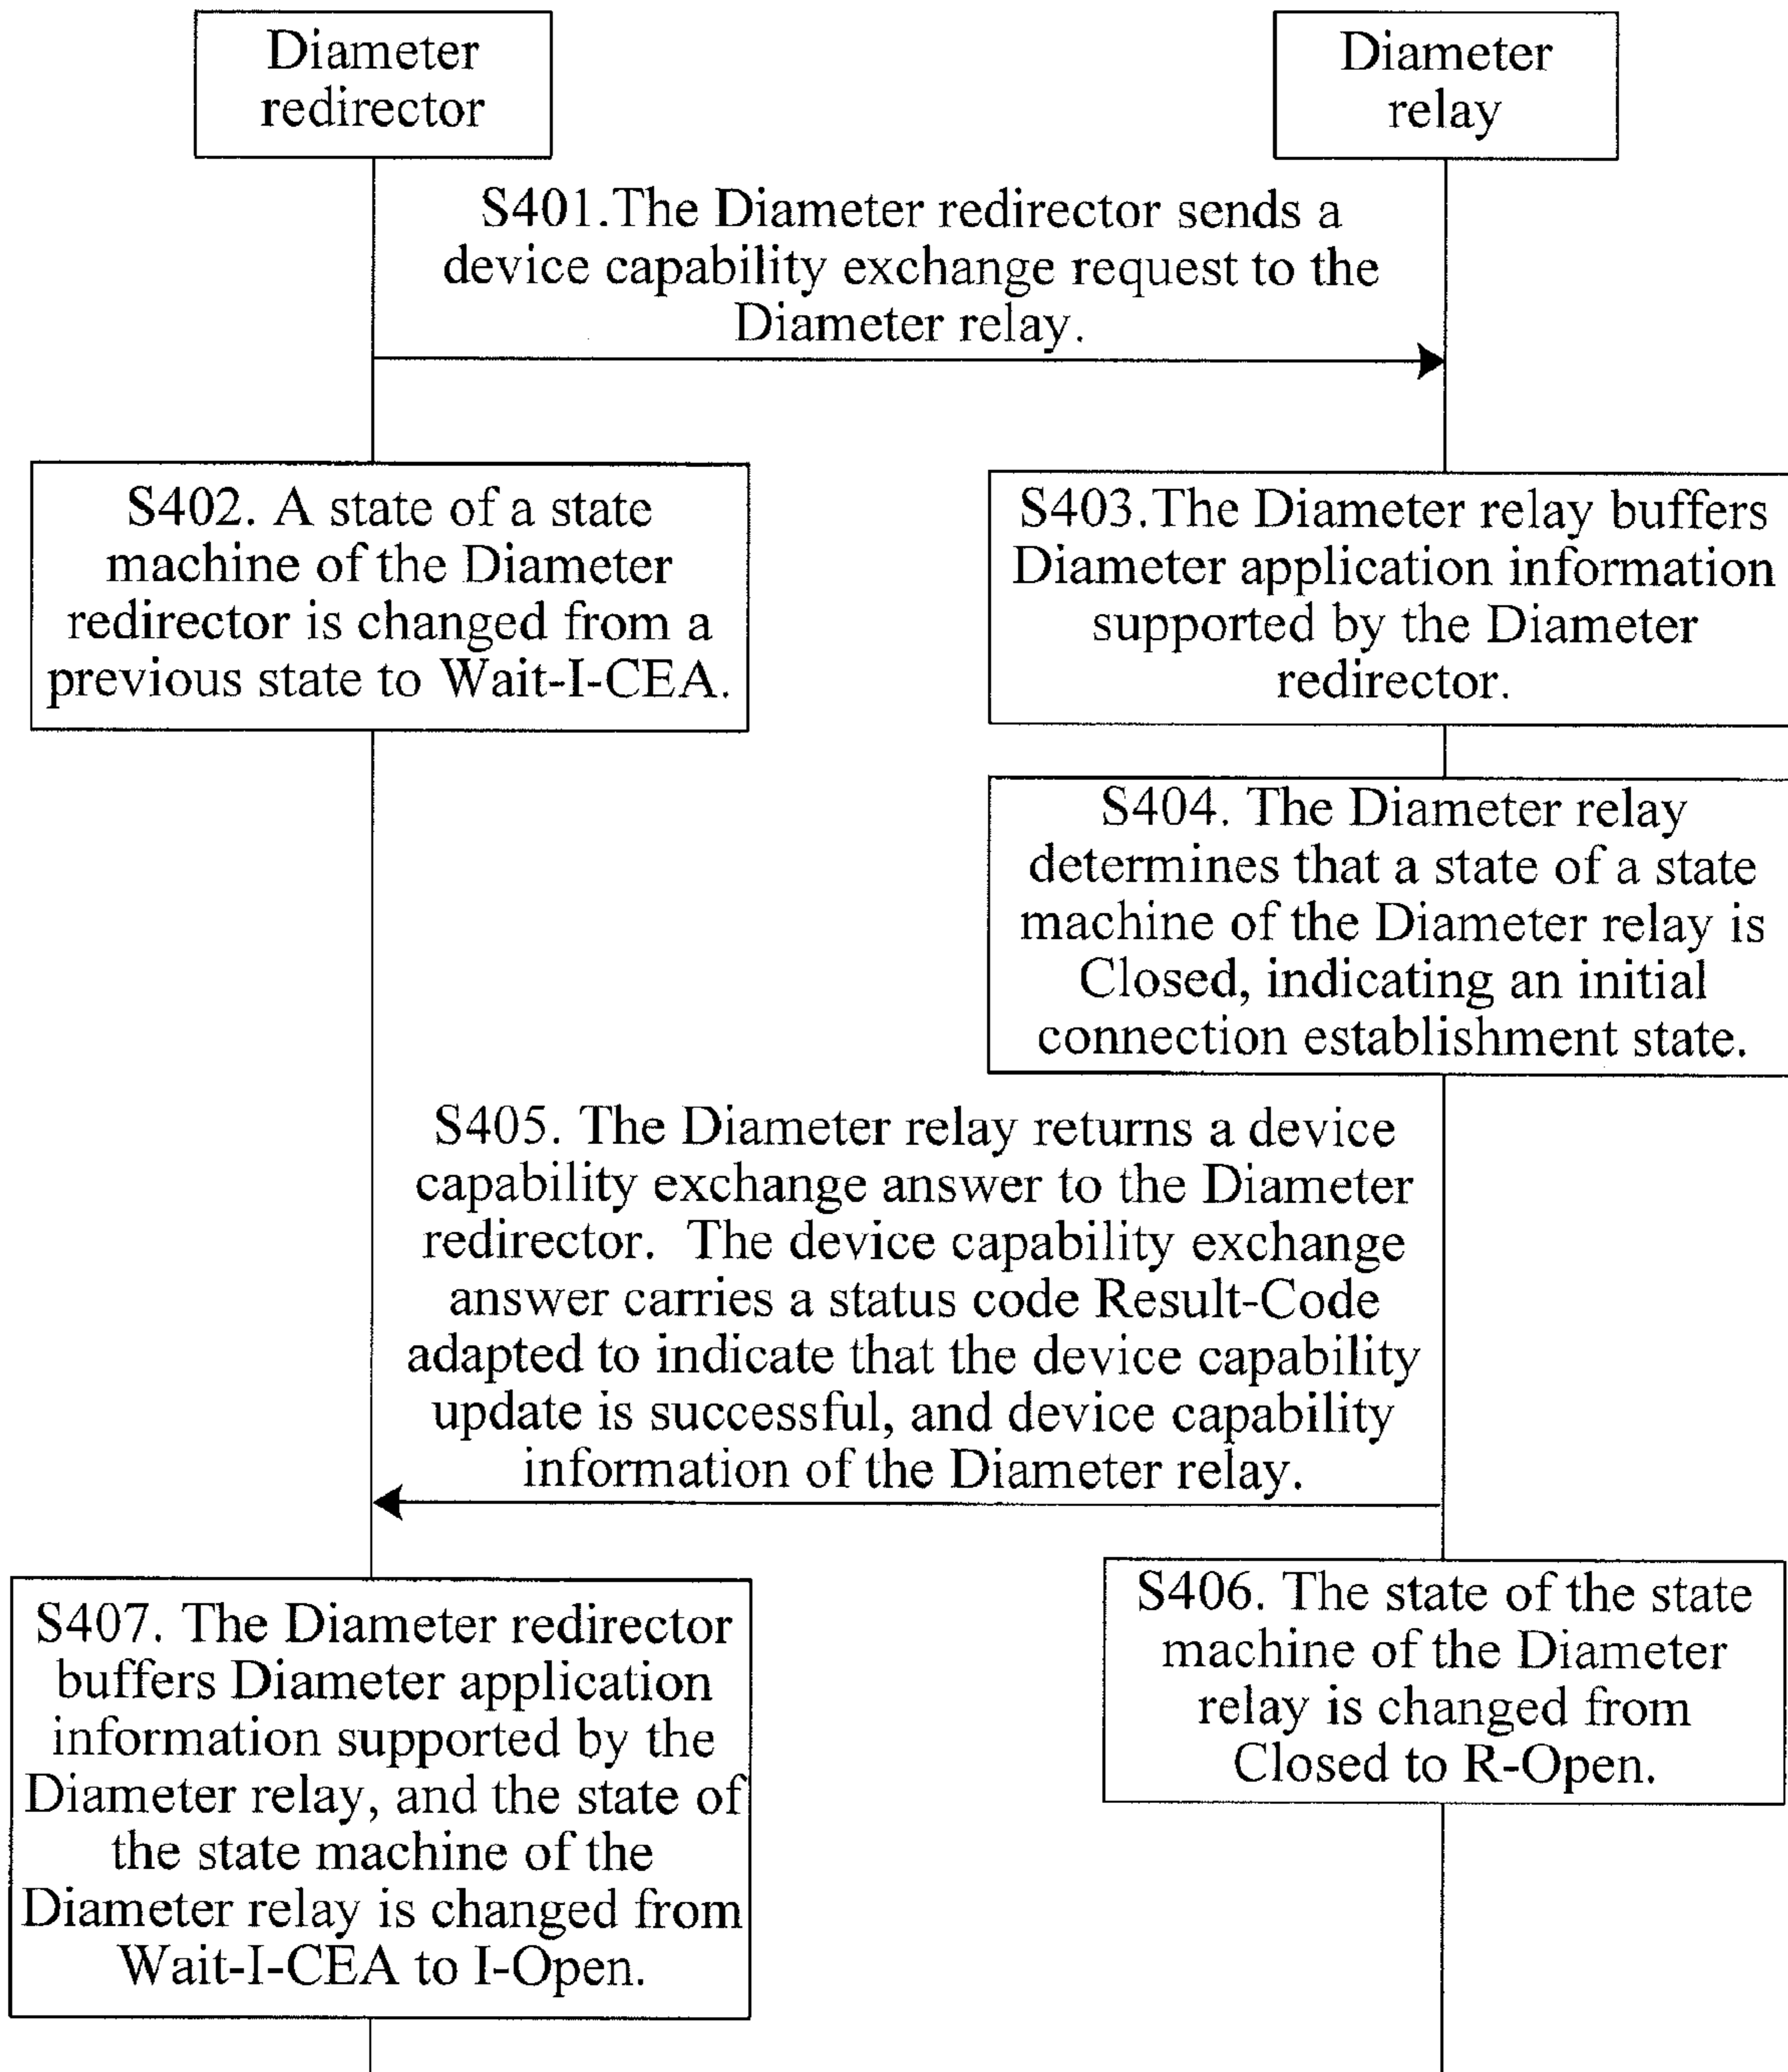 Diameter
redirector
Diameter
relay
S401.The Diameter redirector sends a
device capability exchange request to the
Diameter relay.
S402. A state of a state
machine of the Diameter
redirector is changed from a
previous state to Wait-I-CEA.
S403.The Diameter relay buffers
Diameter application information
supported by the Diameter
redirector.
S404. The Diameter relay
determines that a state of a state
machine of the Diameter relay is
Closed, indicating an initial
connection establishment state.
S405. The Diameter relay returns a device
capability exchange answer to the Diameter
redirector. The device capability exchange
answer carries a status code Result-Code
adapted to indicate that the device capability
update is successful, and device capability
information of the Diameter relay.
S406. The state of the state
machine of the Diameter
relay is changed from
Closed to R-Open.
S407. The Diameter redirector
buffers Diameter application
information supported by the
Diameter relay, and the state of
the state machine of the
Diameter relay is changed from
Wait-I-CEA to I-Open.